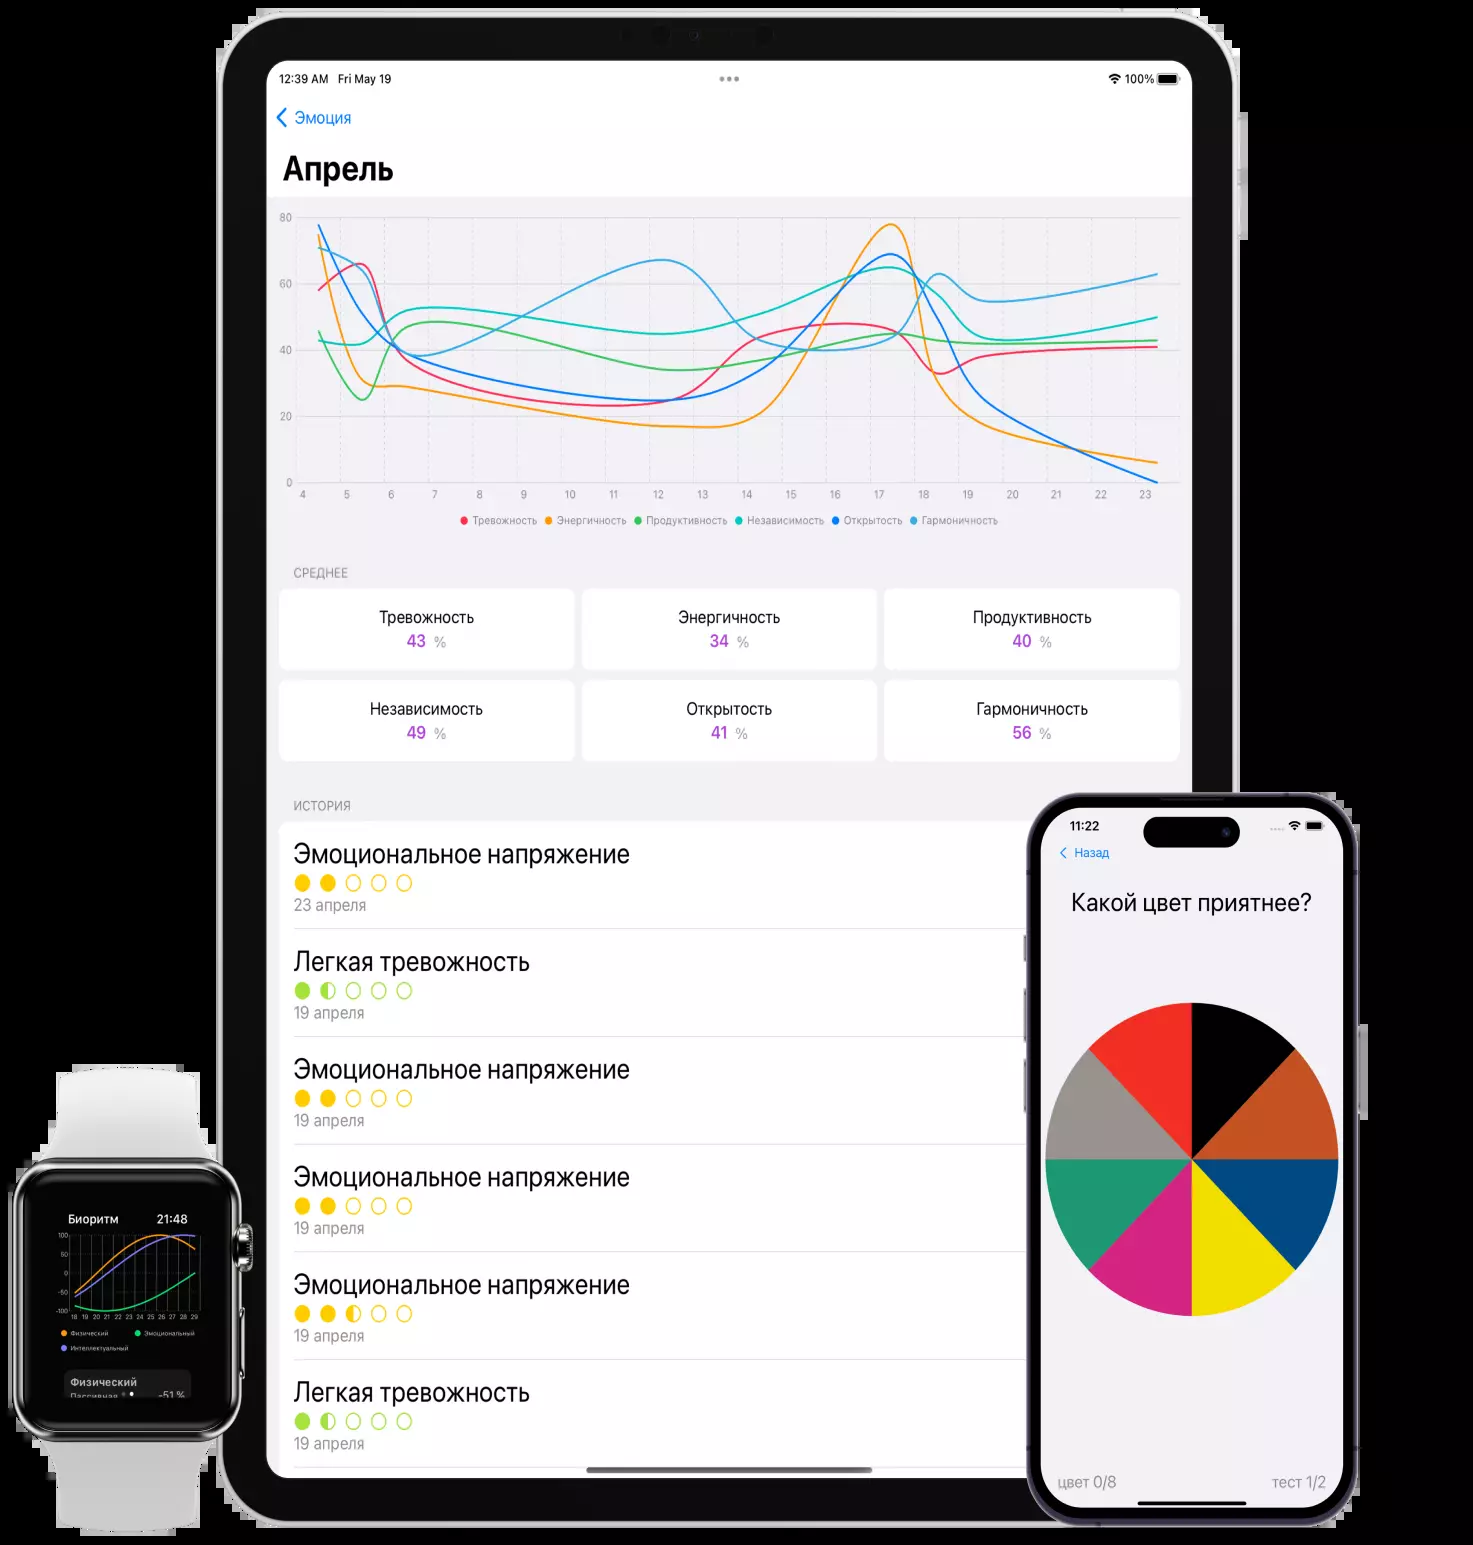 12:39 AM Fri May 19
100%
Эмоция
Апрель
80
60
40
20
0
4 5 6 7 8 9 10 11 12 13 14 15 16 17 18 19 20 21 22 23
Тревожность Энергичность Продуктивность Независимость Открытость Гармоничность
СРЕДНЕЕ
Тревожность
43 %
Энергичность
34 %
Продуктивность
40 %
Независимость
49 %
Открытость
41 %
Гармоничность
56 %
ИСТОРИЯ
Эмоциональное напряжение
23 апреля
Легкая тревожность
19 апреля
Эмоциональное напряжение
19 апреля
Эмоциональное напряжение
19 апреля
Эмоциональное напряжение
19 апреля
Легкая тревожность
19 апреля
11:22
Назад
Какой цвет приятнее?
цвет 0/8
тест 1/2
Биоритм 21:48
100
50
0
-50
-100
18 19 20 21 22 23 24 25 26 27 28 29
Физический Эмоциональный
Интеллектуальный
Физический
Пассивная -51 %